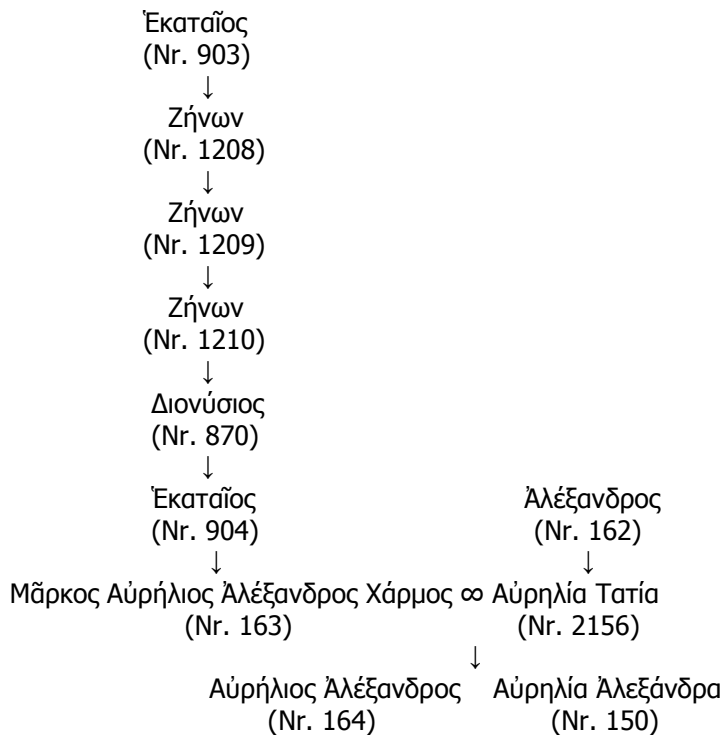 Ἑκαταῖος
(Nr. 903)
↓
Ζήνων
(Nr. 1208)
↓
Ζήνων
(Nr. 1209)
↓
Ζήνων
(Nr. 1210)
↓
Διονύσιος
(Nr. 870)
↓
Ἑκαταῖος Ἀλέξανδρος
(Nr. 904) (Nr. 162)
↓ ↓
Μᾶρκος Αὐρήλιος Ἀλέξανδρος Χάρμος ∞ Αὐρηλία Τατία
(Nr. 163) (Nr. 2156)
↓
Αὐρήλιος Ἀλέξανδρος Αὐρηλία Ἀλεξάνδρα
(Nr. 164) (Nr. 150)